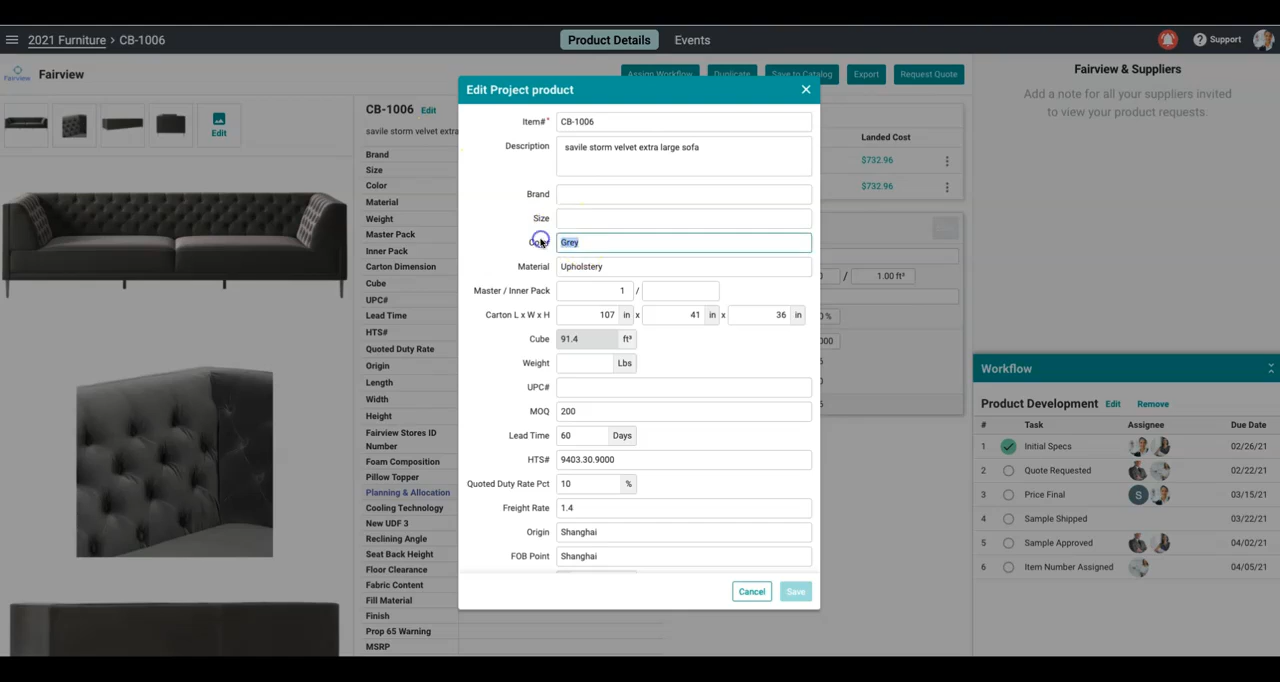 2021 Furniture > CB-1006
Product Details
Events
Support
Fairview
Fairview
Assign Workflow
Duplicate
Save to Catalog
Export
Request Quote
Edit
CB-1006 Edit
savile storm velvet extra
Brand
Size
Color
Material
Weight
Master Pack
Inner Pack
Carton Dimension
Cube
UPC#
Lead Time
HTS#
Quoted Duty Rate
Origin
Length
Width
Height
Fairview Stores ID
Number
Foam Composition
Pillow Topper
Planning & Allocation
Cooling Technology
New UDF 3
Reclining Angle
Seat Back Height
Floor Clearance
Fabric Content
Fill Material
Finish
Prop 65 Warning
MSRP
Edit Project product
Item#* CB-1006
Description savile storm velvet extra large sofa
Brand
Size
Grey
Material Upholstery
Master / Inner Pack 1 /
Carton L x W x H 107 in x 41 in x 36 in
Cube 91.4 ft³
Weight Lbs
UPC#
MOQ 200
Lead Time 60 Days
HTS# 9403.30.9000
Quoted Duty Rate Pct 10 %
Freight Rate 1.4
Origin Shanghai
FOB Point Shanghai
Cancel
Save
Landed Cost
$732.96
$732.96
/ 1.00 ft³
Fairview & Suppliers
Add a note for all your suppliers invited
to view your product requests.
Workflow
Product Development Edit Remove
# Task Assignee Due Date
1 Initial Specs 02/26/21
2 Quote Requested 02/22/21
3 Price Final S 03/15/21
4 Sample Shipped 03/22/21
5 Sample Approved 04/02/21
6 Item Number Assigned 04/05/21